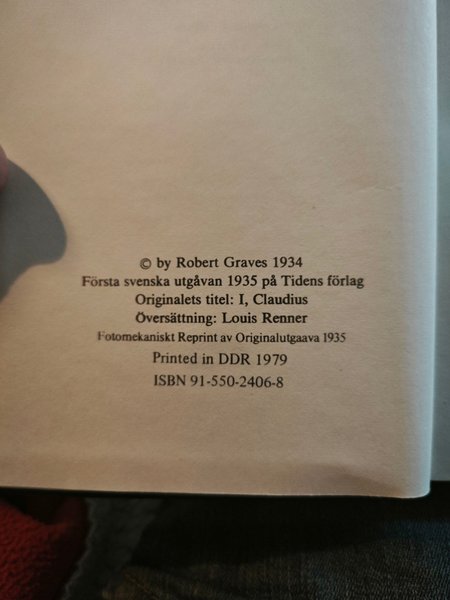 © by Robert Graves 1934
Första svenska utgåvan 1935 på Tidens förlag
Originalets titel: I, Claudius
Översättning: Louis Renner
Fotomekaniskt Reprint av Originalutgaava 1935
Printed in DDR 1979
ISBN 91-550-2406-8